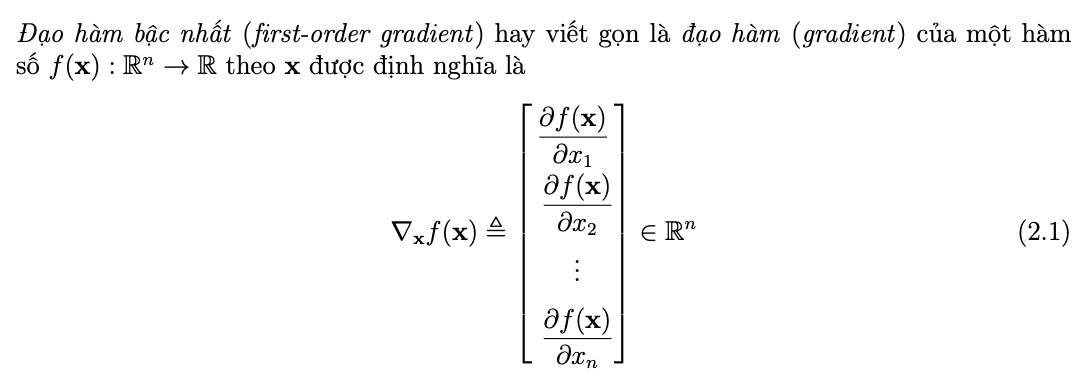 Đạo hàm bậc nhất (first-order gradient) hay viết gọn là đạo hàm (gradient) của một hàm
số f(𝐱) : ℝⁿ → ℝ theo 𝐱 được định nghĩa là
∂f(𝐱)
∂x₁
∂f(𝐱)
∂x₂
∇𝐱f(𝐱) ≜ ∈ ℝⁿ (2.1)
⋮
∂f(𝐱)
∂xₙ